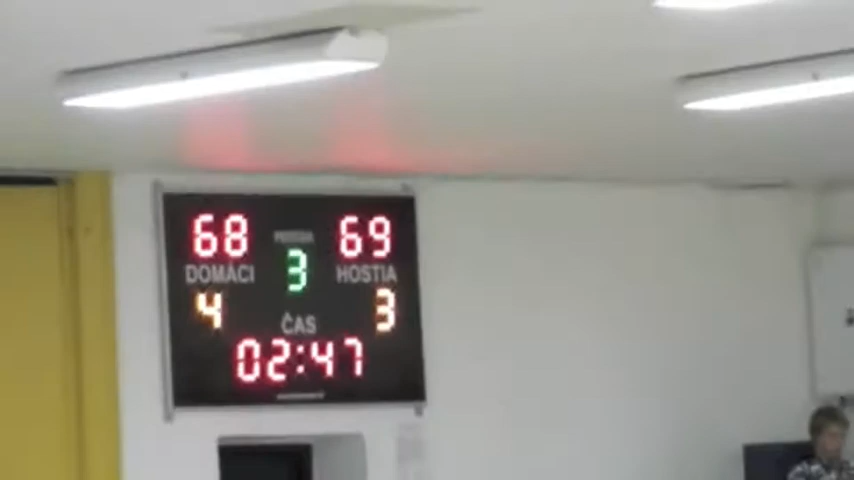 68 69
3
DOMÁCI HOSTIA
4 3
ČAS
02:47